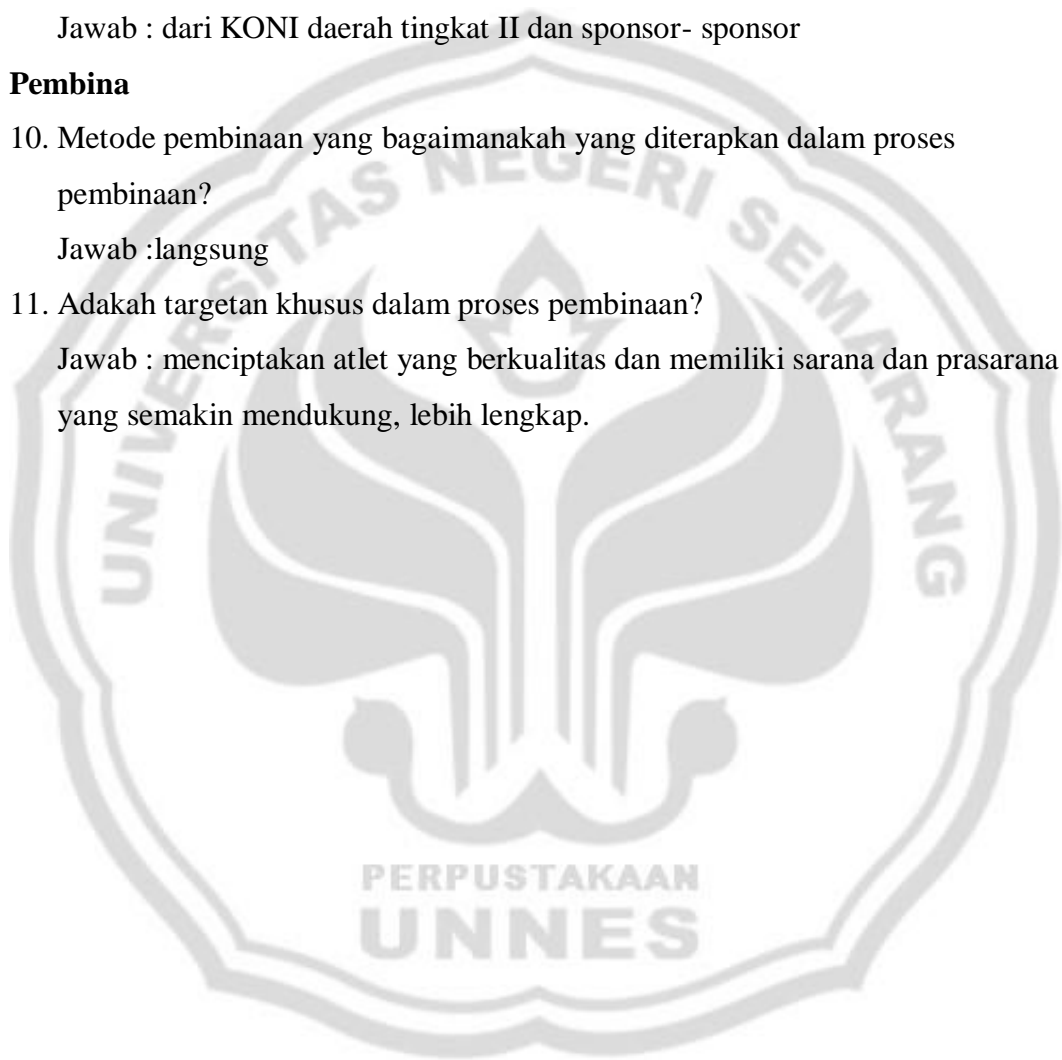 Jawab : dari KONI daerah tingkat II dan sponsor- sponsor
Pembina
10. Metode pembinaan yang bagaimanakah yang diterapkan dalam proses
pembinaan?
Jawab :langsung
11. Adakah targetan khusus dalam proses pembinaan?
Jawab : menciptakan atlet yang berkualitas dan memiliki sarana dan prasarana
yang semakin mendukung, lebih lengkap.
UNIVERSITAS NEGERI SEMARANG
PERPUSTAKAAN
UNNES